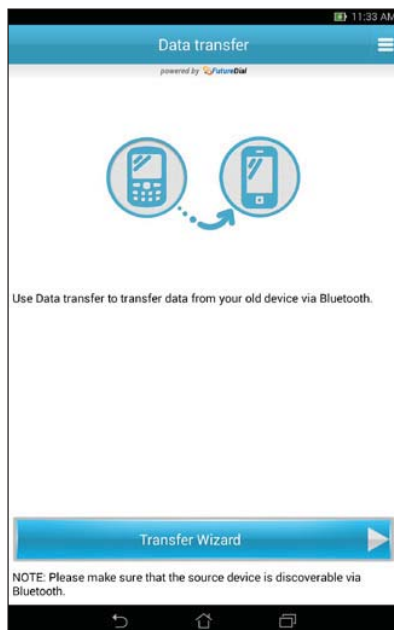 11:33 AM
Data transfer
powered by FutureDial
Use Data transfer to transfer data from your old device via Bluetooth.
Transfer Wizard
NOTE: Please make sure that the source device is discoverable via
Bluetooth.